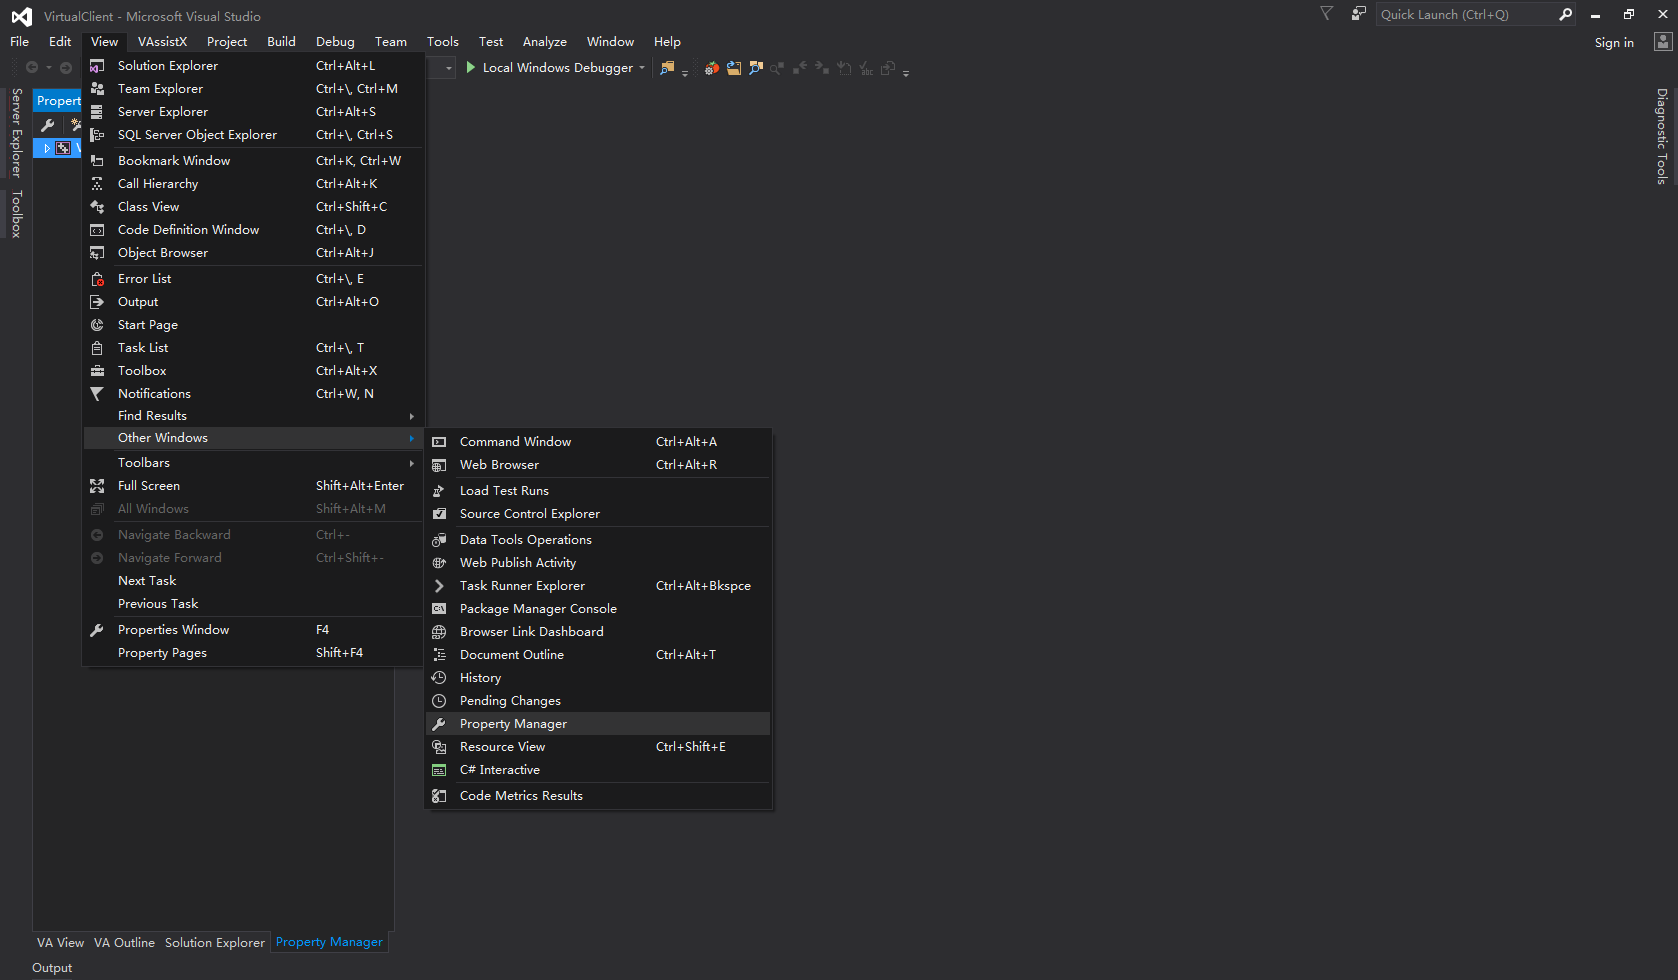 VirtualClient - Microsoft Visual Studio
Quick Launch (Ctrl+Q)
File Edit View VAssistX Project Build Debug Team Tools Test Analyze Window Help
Sign in
Local Windows Debugger
Server Explorer
Toolbox
Propert
V
Diagnostic Tools
Solution Explorer Ctrl+Alt+L
Team Explorer Ctrl+\, Ctrl+M
Server Explorer Ctrl+Alt+S
SQL Server Object Explorer Ctrl+\, Ctrl+S
Bookmark Window Ctrl+K, Ctrl+W
Call Hierarchy Ctrl+Alt+K
Class View Ctrl+Shift+C
Code Definition Window Ctrl+\, D
Object Browser Ctrl+Alt+J
Error List Ctrl+\, E
Output Ctrl+Alt+O
Start Page
Task List Ctrl+\, T
Toolbox Ctrl+Alt+X
Notifications Ctrl+W, N
Find Results
Other Windows
Toolbars
Full Screen Shift+Alt+Enter
All Windows Shift+Alt+M
Navigate Backward Ctrl+-
Navigate Forward Ctrl+Shift+-
Next Task
Previous Task
Properties Window F4
Property Pages Shift+F4
Command Window Ctrl+Alt+A
Web Browser Ctrl+Alt+R
Load Test Runs
Source Control Explorer
Data Tools Operations
Web Publish Activity
Task Runner Explorer Ctrl+Alt+Bkspce
Package Manager Console
Browser Link Dashboard
Document Outline Ctrl+Alt+T
History
Pending Changes
Property Manager
Resource View Ctrl+Shift+E
C# Interactive
Code Metrics Results
VA View VA Outline Solution Explorer Property Manager
Output